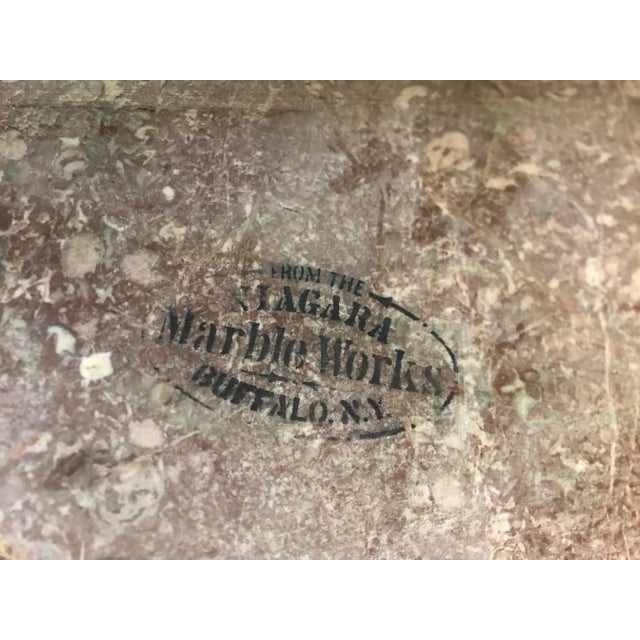 FROM THE
NIAGARA
Marble Works
BUFFALO, N.Y.